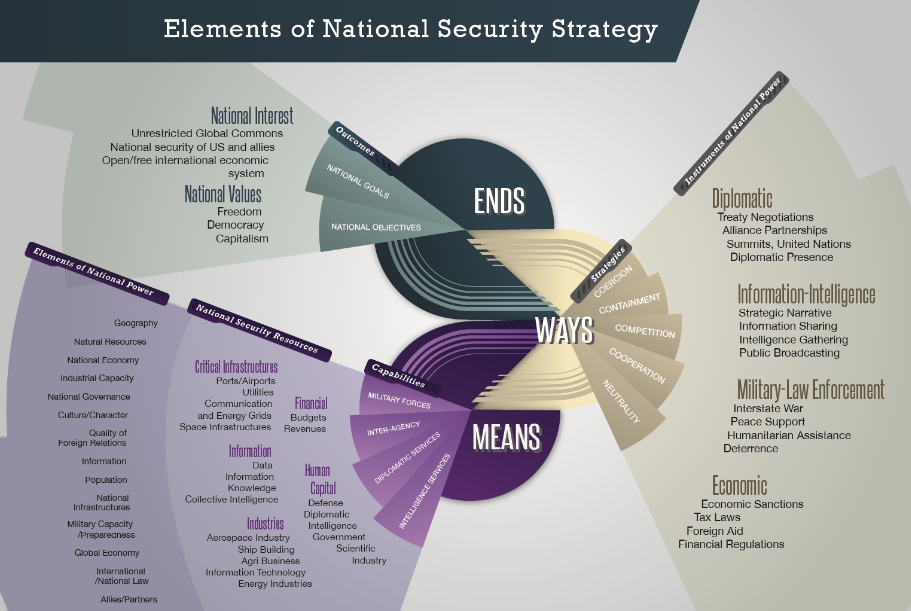 Elements of National Security Strategy
National Interest
Unrestricted Global Commons
National security of US and allies
Open/free international economic
system
National Values
Freedom
Democracy
Capitalism
Outcomes
NATIONAL GOALS
NATIONAL OBJECTIVES
ENDS
Instruments of National Power
Diplomatic
Treaty Negotiations
Alliance Partnerships
Summits, United Nations
Diplomatic Presence
Information-Intelligence
Strategic Narrative
Information Sharing
Intelligence Gathering
Public Broadcasting
Military-Law Enforcement
Interstate War
Peace Support
Humanitarian Assistance
Deterrence
Economic
Economic Sanctions
Tax Laws
Foreign Aid
Financial Regulations
Strategies
COERCION
CONTAINMENT
COMPETITION
COOPERATION
NEUTRALITY
WAYS
Elements of National Power
Geography
Natural Resources
National Economy
Industrial Capacity
National Governance
Culture/Character
Quality of
Foreign Relations
Information
Population
National
Infrastructures
Military Capacity
/Preparedness
Global Economy
International
/National Law
Allies/Partners
National Security Resources
Critical Infrastructures
Ports/Airports
Utilities
Communication
and Energy Grids
Space Infrastructures
Financial
Budgets
Revenues
Information
Data
Information
Knowledge
Collective Intelligence
Human
Capital
Defense
Diplomatic
Intelligence
Government
Scientific
Industry
Industries
Aerospace Industry
Ship Building
Agri Business
Information Technology
Energy Industries
Capabilities
MILITARY FORCES
INTER-AGENCY
DIPLOMATIC SERVICES
INTELLIGENCE SERVICES
MEANS